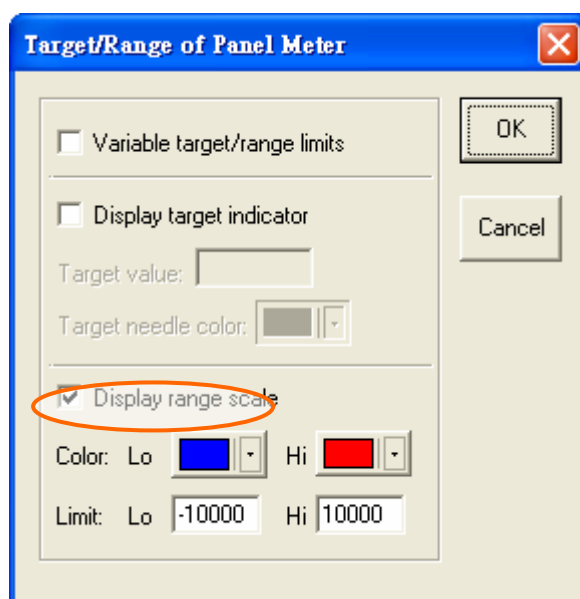 Target/Range of Panel Meter
Variable target/range limits
OK
Display target indicator
Cancel
Target value:
Target needle color:
Display range scale
Color: Lo Hi
Limit: Lo -10000 Hi 10000